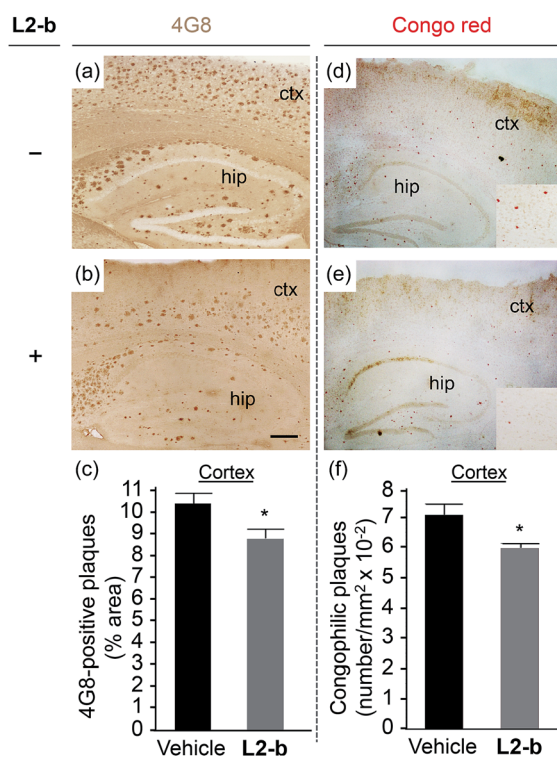 L2-b 4G8 Congo red
(a) ctx hip
(d) ctx hip
−
(b) ctx hip
(e) ctx hip
+
(c) Cortex
4G8-positive plaques
(% area)
11
10
9
8
7
6
5
4
3
2
1
0
*
Vehicle L2-b
(f) Cortex
Congophilic plaques
(number/mm² x 10⁻²)
8
7
6
5
4
3
2
1
0
*
Vehicle L2-b